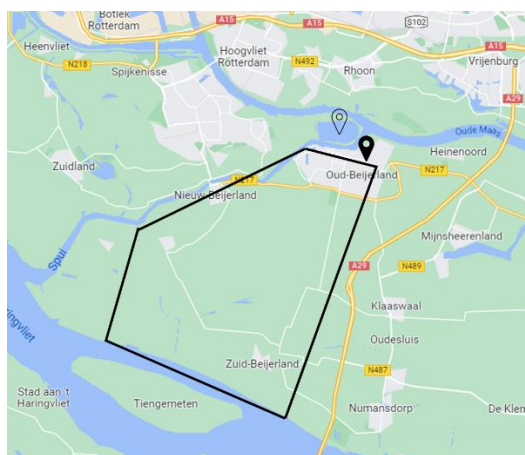 Botlek
Rotterdam
A15
S102
Heenvliet
N218
Spijkenisse
Hoogvliet
Rotterdam
N492
Rhoon
A15
Vrijenburg
A29
Oude Maas
Zuidland
Oud-Beijerland
Heinenoord
N217
N217
Nieuw-Beijerland
Mijnsheerenland
Spui
A29
N489
Klaaswaal
ringvliet
Oudesluis
Zuid-Beijerland
N487
Stad aan 't
Haringvliet
Tiengemeten
Numansdorp
De Klem